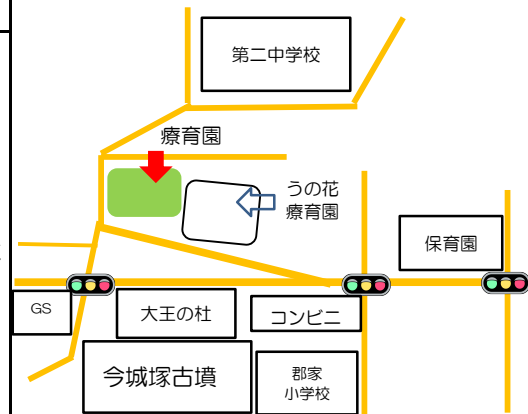 第二中学校
療育園
うの花
療育園
保育園
GS
大王の杜
コンビニ
今城塚古墳
郡家
小学校